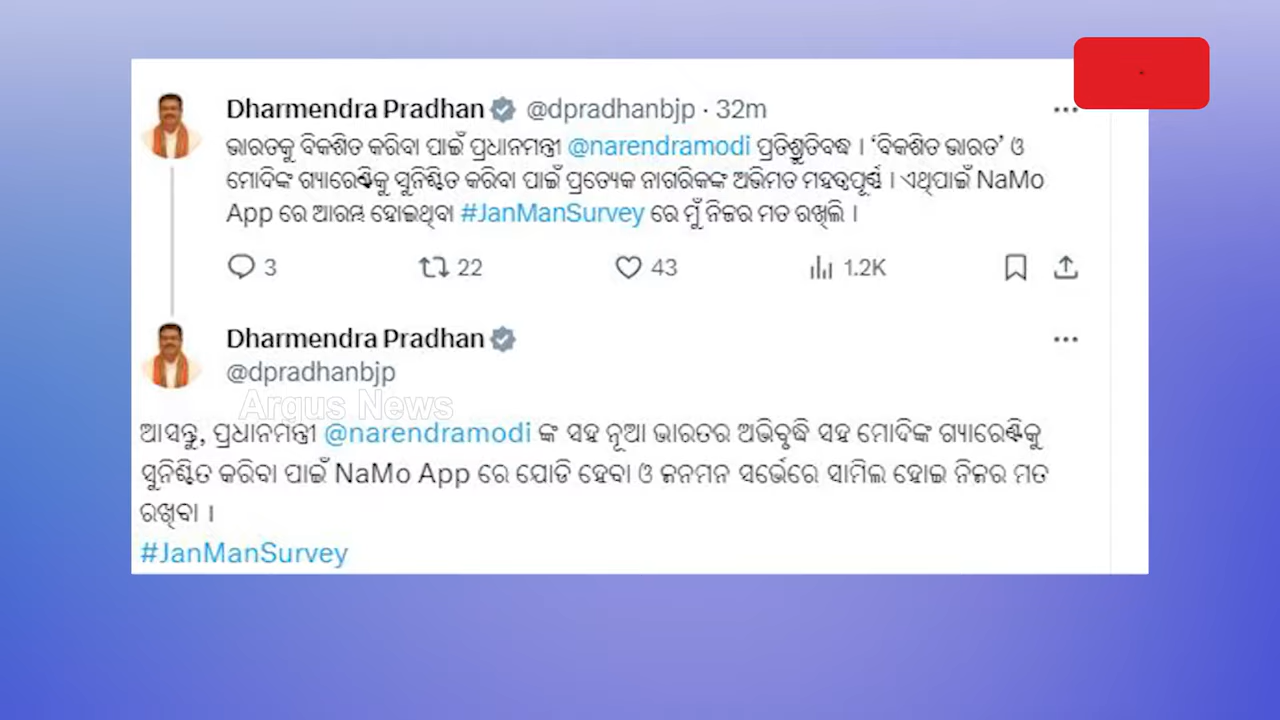 Dharmendra Pradhan @dpradhanbjp · 32m
ଭାରତକୁ ବିକଶିତ କରିବା ପାଇଁ ପ୍ରଧାନମନ୍ତ୍ରୀ @narendramodi ପ୍ରତିଶ୍ରୁତିବଦ୍ଧ । ‘ବିକଶିତ ଭାରତ’ ଓ
ମୋଦିଙ୍କ ଗ୍ୟାରେଣ୍ଟିକୁ ସୁନିଶ୍ଚିତ କରିବା ପାଇଁ ପ୍ରତ୍ୟେକ ନାଗରିକଙ୍କ ଅଭିମତ ମହତ୍ତ୍ୱପୂର୍ଣ୍ଣ । ଏଥିପାଇଁ NaMo
App ରେ ଆରମ୍ଭ ହୋଇଥିବା #JanManSurvey ରେ ମୁଁ ନିଜର ମତ ରଖିଲି ।
3 22 43 1.2K
Dharmendra Pradhan
@dpradhanbjp
Argus News
ଆସନ୍ତୁ, ପ୍ରଧାନମନ୍ତ୍ରୀ @narendramodi ଙ୍କ ସହ ନୂଆ ଭାରତର ଅଭିବୃଦ୍ଧି ସହ ମୋଦିଙ୍କ ଗ୍ୟାରେଣ୍ଟିକୁ
ସୁନିଶ୍ଚିତ କରିବା ପାଇଁ NaMo App ରେ ଯୋଡି ହେବା ଓ ଜନମନ ସର୍ଭେରେ ସାମିଲ ହୋଇ ନିଜର ମତ
ରଖିବା ।
#JanManSurvey